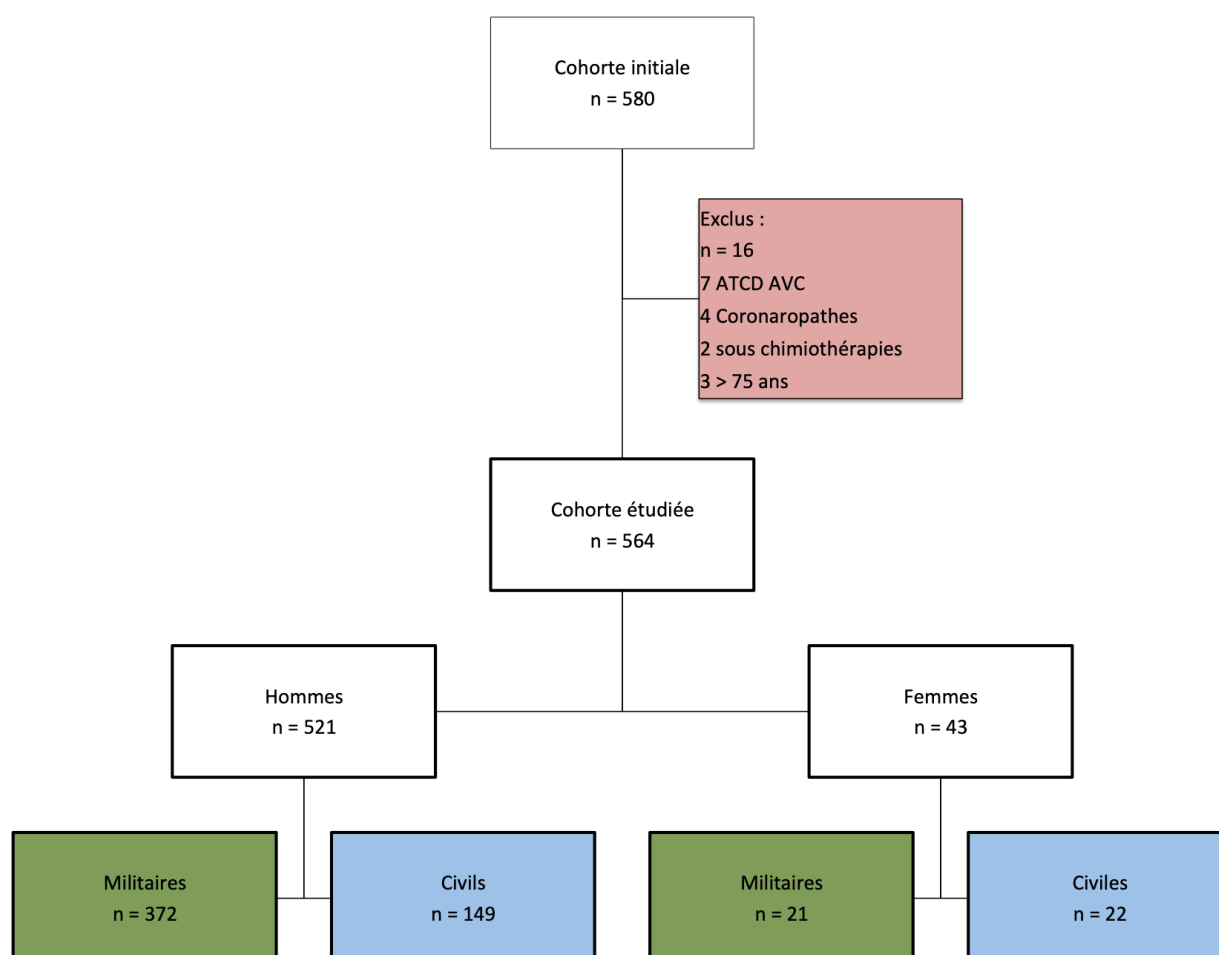 Cohorte initiale
n = 580
Exclus :
n = 16
7 ATCD AVC
4 Coronaropathes
2 sous chimiothérapies
3 > 75 ans
Cohorte étudiée
n = 564
Hommes
n = 521
Femmes
n = 43
Militaires
n = 372
Civils
n = 149
Militaires
n = 21
Civiles
n = 22